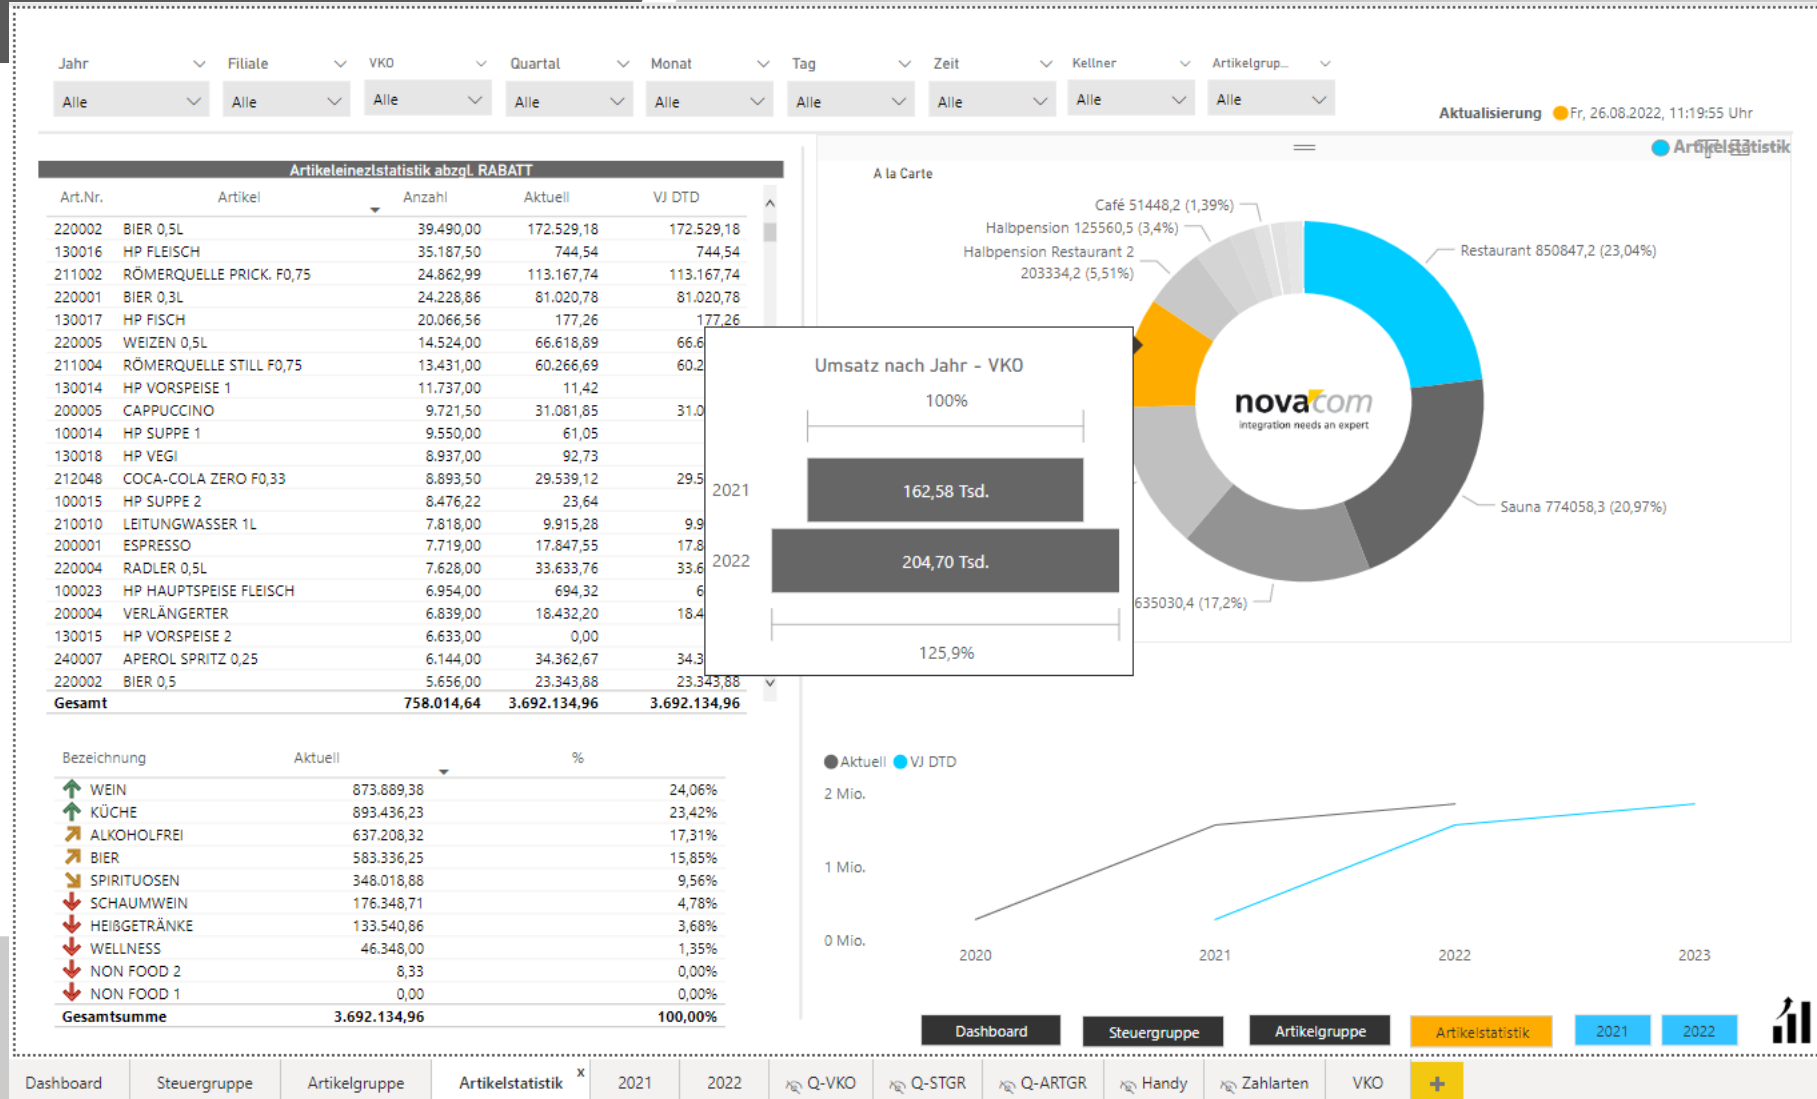 Jahr Filiale VKO Quartal Monat Tag Zeit Kellner Artikelgrup...
Alle Alle Alle Alle Alle Alle Alle Alle Alle
Aktualisierung Fr, 26.08.2022, 11:19:55 Uhr
Artikelstatistik
Artikeleinezlstatistik abzgl. RABATT
Art.Nr. Artikel Anzahl Aktuell VJ DTD
220002 BIER 0,5L 39.490,00 172.529,18 172.529,18
130016 HP FLEISCH 35.187,50 744,54 744,54
211002 RÖMERQUELLE PRICK. F0,75 24.862,99 113.167,74 113.167,74
220001 BIER 0,3L 24.228,86 81.020,78 81.020,78
130017 HP FISCH 20.066,56 177,26 177,26
220005 WEIZEN 0,5L 14.524,00 66.618,89 66.6
211004 RÖMERQUELLE STILL F0,75 13.431,00 60.266,69 60.2
130014 HP VORSPEISE 1 11.737,00 11,42
200005 CAPPUCCINO 9.721,50 31.081,85 31.0
100014 HP SUPPE 1 9.550,00 61,05
130018 HP VEGI 8.937,00 92,73
212048 COCA-COLA ZERO F0,33 8.893,50 29.539,12 29.5
100015 HP SUPPE 2 8.476,22 23,64
210010 LEITUNGWASSER 1L 7.818,00 9.915,28 9.9
200001 ESPRESSO 7.719,00 17.847,55 17.8
220004 RADLER 0,5L 7.628,00 33.633,76 33.6
100023 HP HAUPTSPEISE FLEISCH 6.954,00 694,32 6
200004 VERLÄNGERTER 6.839,00 18.432,20 18.4
130015 HP VORSPEISE 2 6.633,00 0,00
240007 APEROL SPRITZ 0,25 6.144,00 34.362,67 34.3
220002 BIER 0,5 5.656,00 23.343,88 23.343,88
Gesamt 758.014,64 3.692.134,96 3.692.134,96
A la Carte
Café 51448,2 (1,39%)
Halbpension 125560,5 (3,4%)
Halbpension Restaurant 2
203334,2 (5,51%)
Restaurant 850847,2 (23,04%)
Sauna 774058,3 (20,97%)
635030,4 (17,2%)
novacom
integration needs an expert
Umsatz nach Jahr - VKO
100%
2021 162,58 Tsd.
2022 204,70 Tsd.
125,9%
Bezeichnung Aktuell %
WEIN 873.889,38 24,06%
KÜCHE 893.436,23 23,42%
ALKOHOLFREI 637.208,32 17,31%
BIER 583.336,25 15,85%
SPIRITUOSEN 348.018,88 9,56%
SCHAUMWEIN 176.348,71 4,78%
HEIßGETRÄNKE 133.540,86 3,68%
WELLNESS 46.348,00 1,35%
NON FOOD 2 8,33 0,00%
NON FOOD 1 0,00 0,00%
Gesamtsumme 3.692.134,96 100,00%
Aktuell VJ DTD
2 Mio.
1 Mio.
0 Mio.
2020 2021 2022 2023
Dashboard Steuergruppe Artikelgruppe Artikelstatistik 2021 2022
Dashboard Steuergruppe Artikelgruppe Artikelstatistik x 2021 2022 Q-VKO Q-STGR Q-ARTGR Handy Zahlarten VKO +